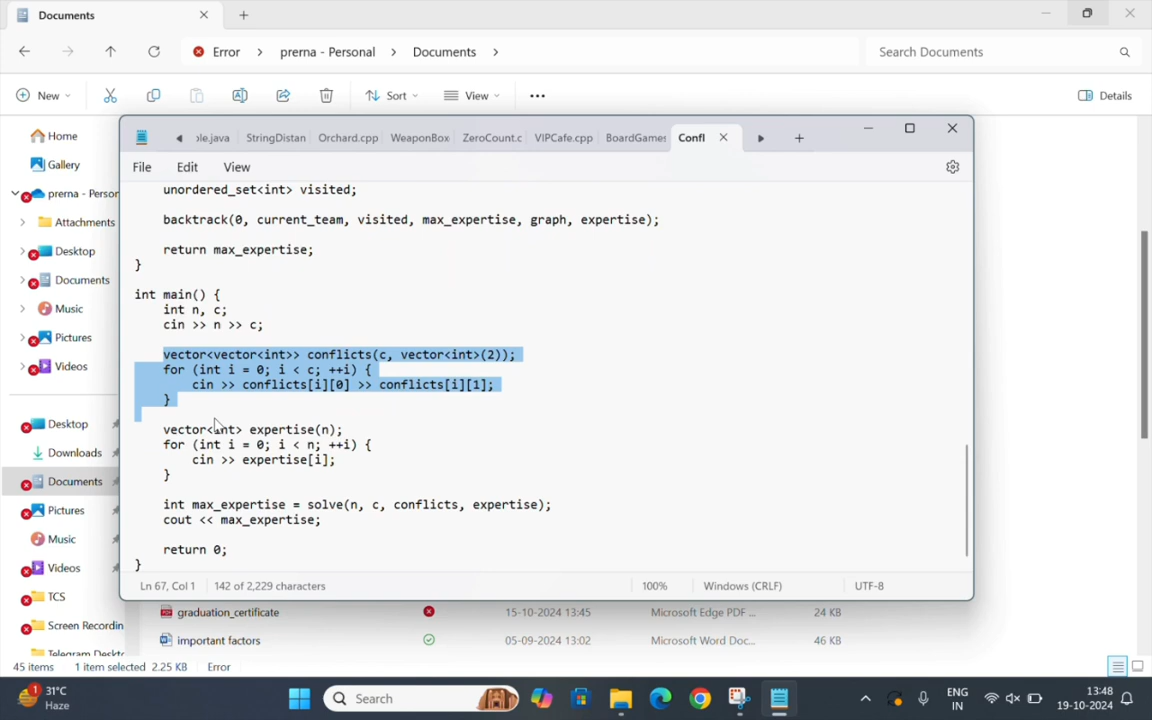 Documents
Error > prerna - Personal > Documents >
Search Documents
New
Sort
View
Details
Home
Gallery
prerna - Persor
Attachments
Desktop
Documents
Music
Pictures
Videos
Desktop
Downloads
Documents
Pictures
Music
Videos
TCS
Screen Recordin
Telegram Deskto
ole.java StringDistan Orchard.cpp WeaponBox ZeroCount.c VIPCafe.cpp BoardGames Confl
File Edit View
unordered_set<int> visited;
backtrack(0, current_team, visited, max_expertise, graph, expertise);
return max_expertise;
}
int main() {
int n, c;
cin >> n >> c;
vector<vector<int>> conflicts(c, vector<int>(2));
for (int i = 0; i < c; ++i) {
cin >> conflicts[i][0] >> conflicts[i][1];
}
vector<int> expertise(n);
for (int i = 0; i < n; ++i) {
cin >> expertise[i];
}
int max_expertise = solve(n, c, conflicts, expertise);
cout << max_expertise;
return 0;
}
Ln 67, Col 1 142 of 2,229 characters 100% Windows (CRLF) UTF-8
graduation_certificate 15-10-2024 13:45 Microsoft Edge PDF ... 24 KB
important factors 05-09-2024 13:02 Microsoft Word Doc... 46 KB
45 items 1 item selected 2.25 KB Error
1
31°C
Haze
Search
ENG
IN
13:48
19-10-2024